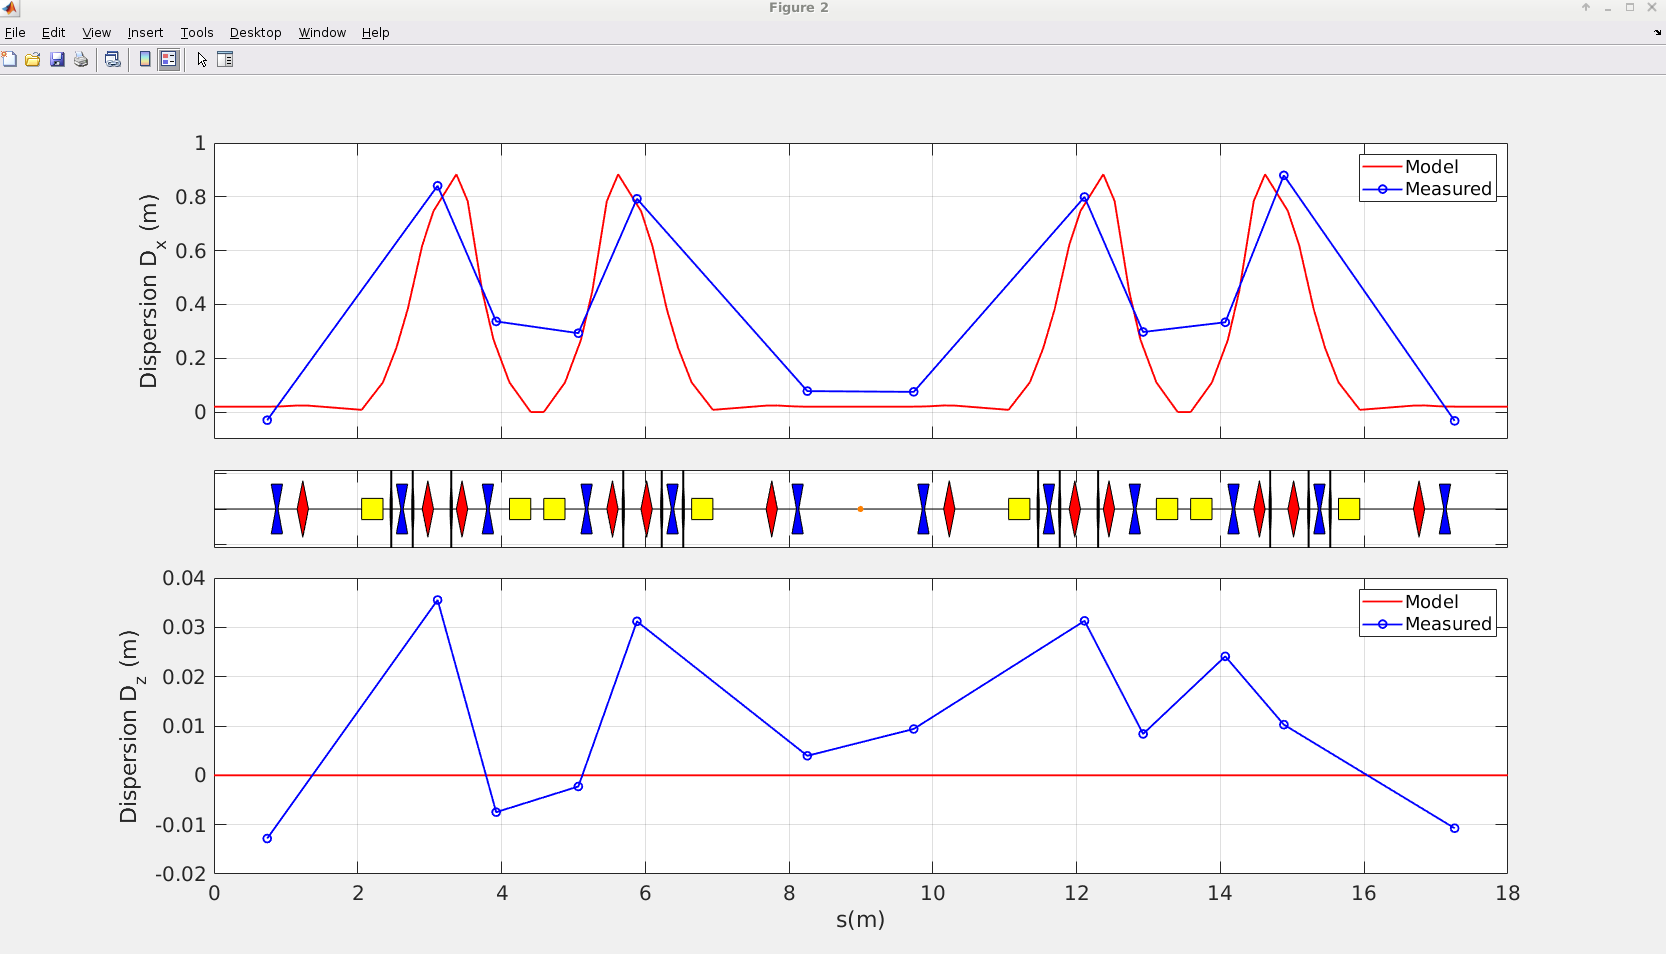 Figure 2
File Edit View Insert Tools Desktop Window Help
1
0.8
0.6
0.4
0.2
0
Dispersion Dx (m)
Model
Measured
0.04
0.03
0.02
0.01
0
-0.01
-0.02
Dispersion Dz (m)
Model
Measured
0 2 4 6 8 10 12 14 16 18
s(m)